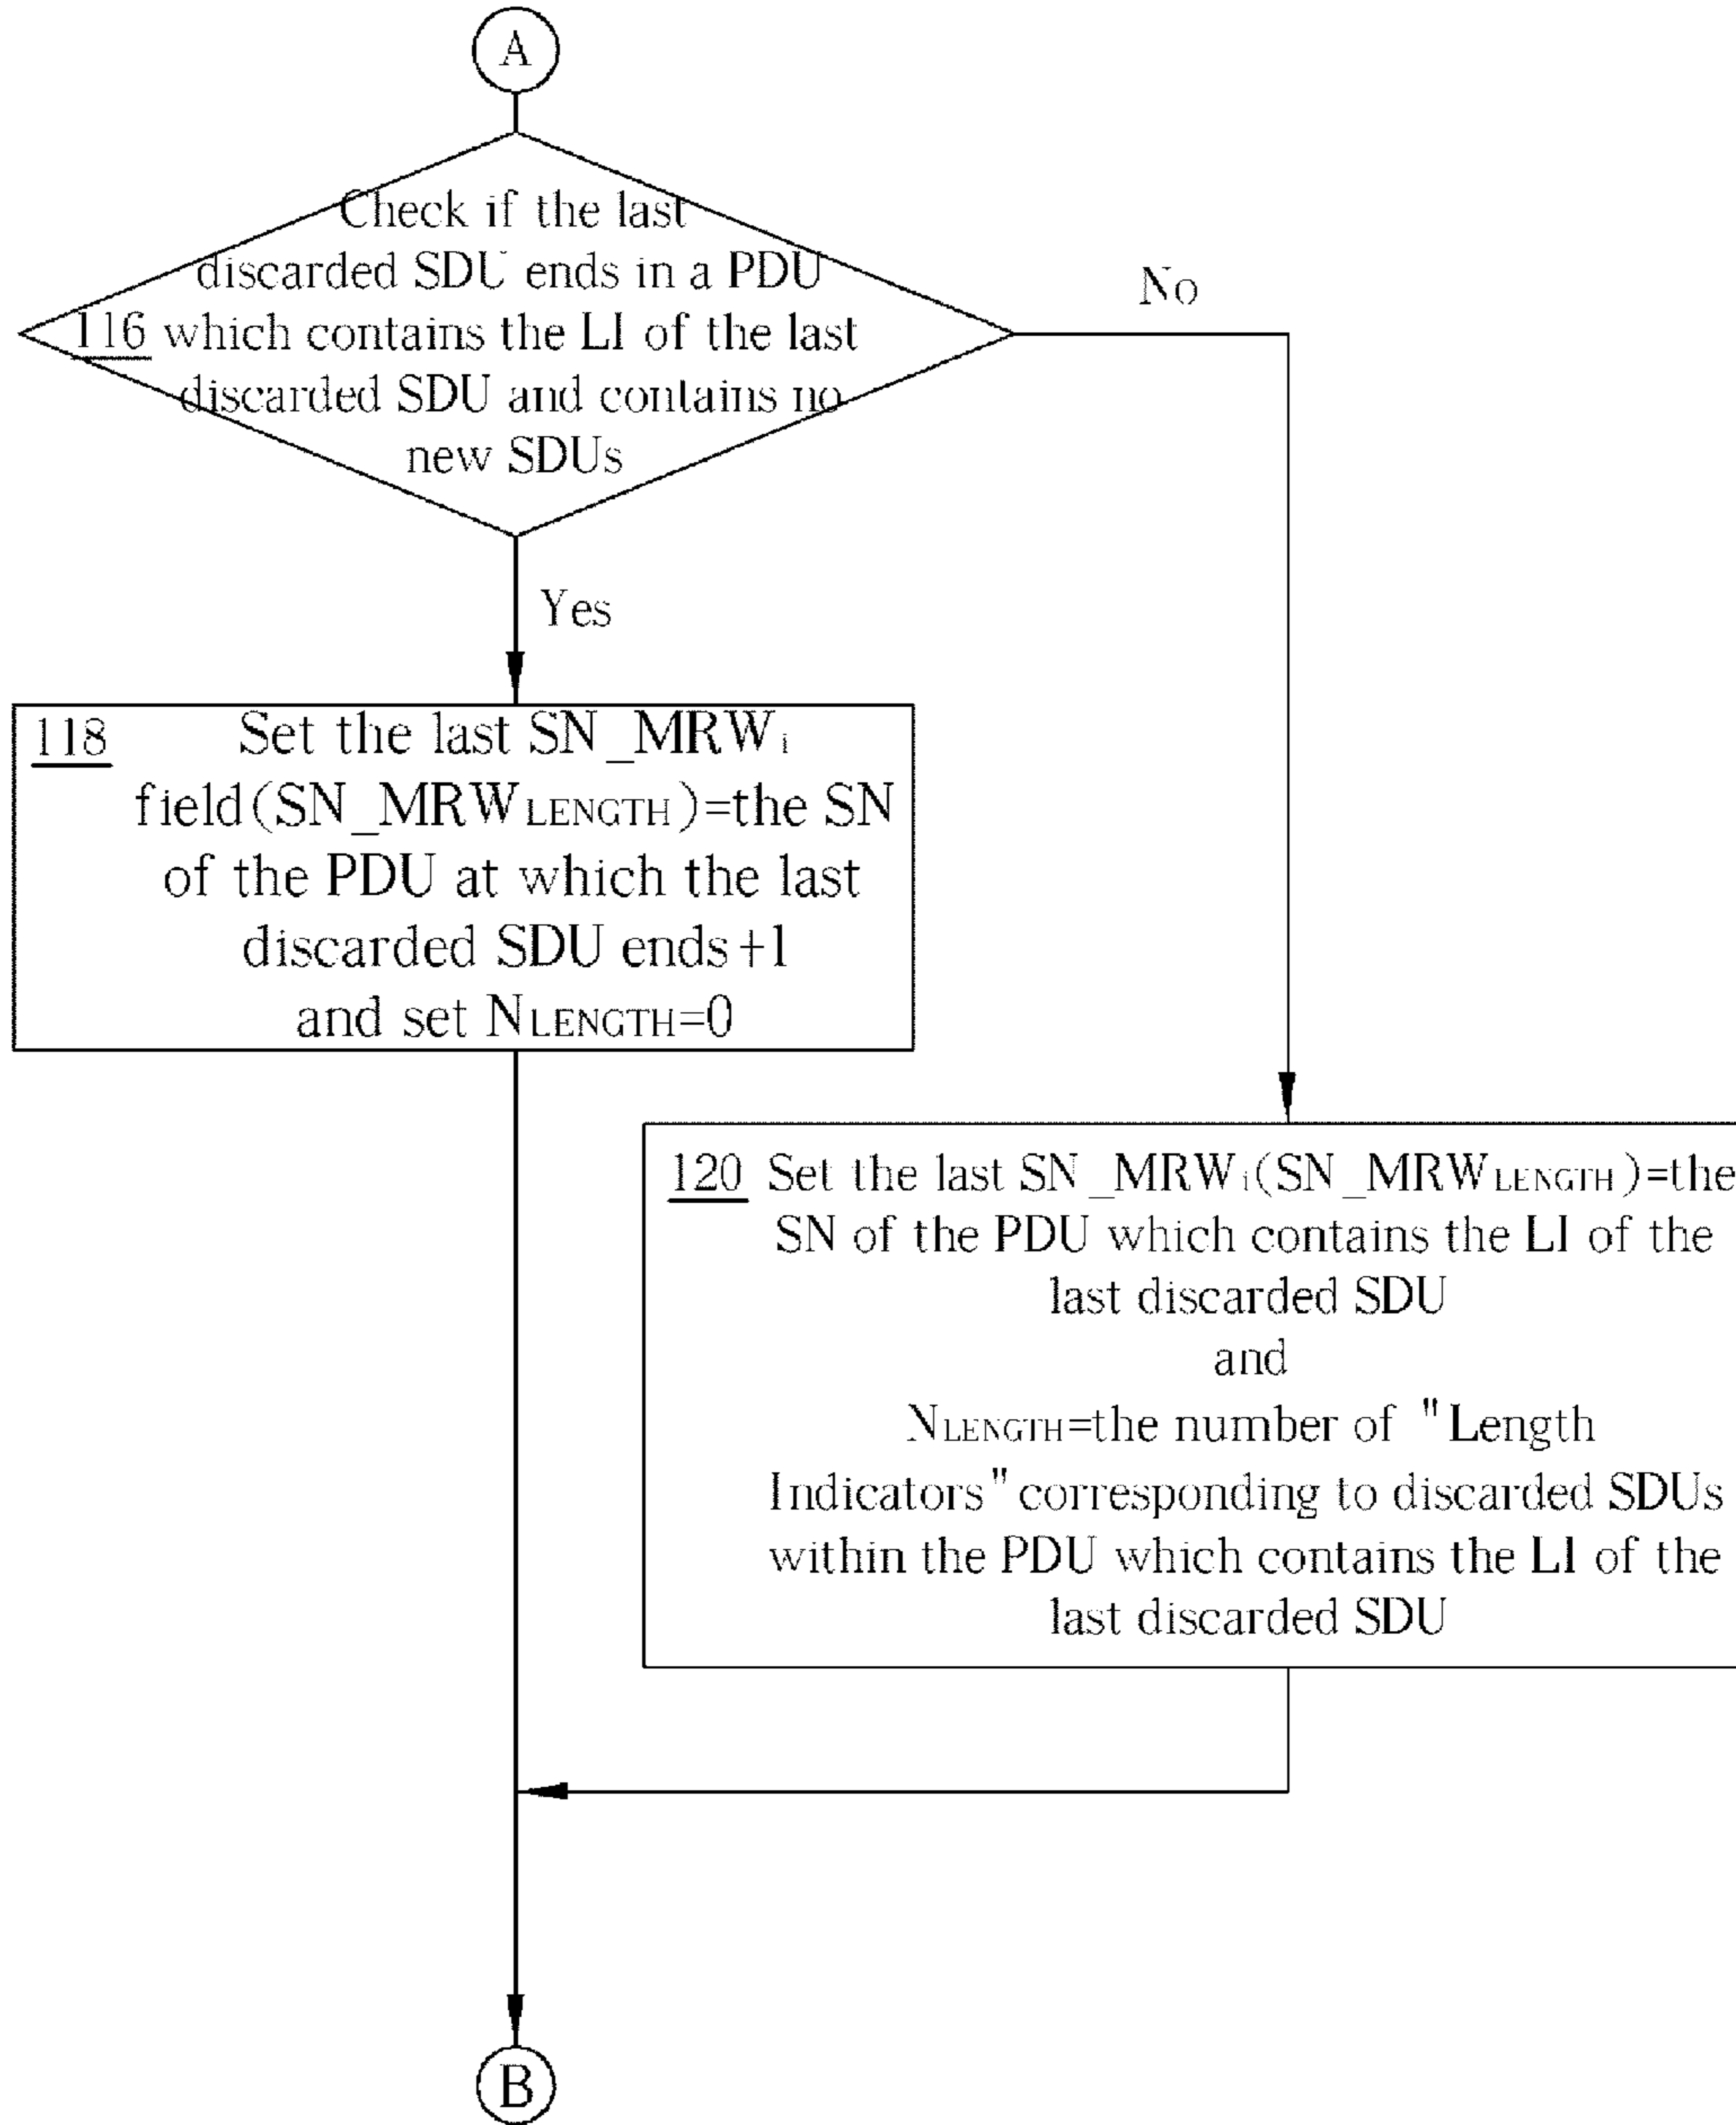 A
Check if the last
discarded SDU ends in a PDU
116 which contains the LI of the last
discarded SDU and contains no
new SDUs
No
Yes
118 Set the last SN_MRWi
field(SN_MRWLENGTH)=the SN
of the PDU at which the last
discarded SDU ends+1
and set NLENGTH=0
120 Set the last SN_MRWi(SN_MRWLENGTH)=the
SN of the PDU which contains the LI of the
last discarded SDU
and
NLENGTH=the number of "Length
Indicators" corresponding to discarded SDUs
within the PDU which contains the LI of the
last discarded SDU
B